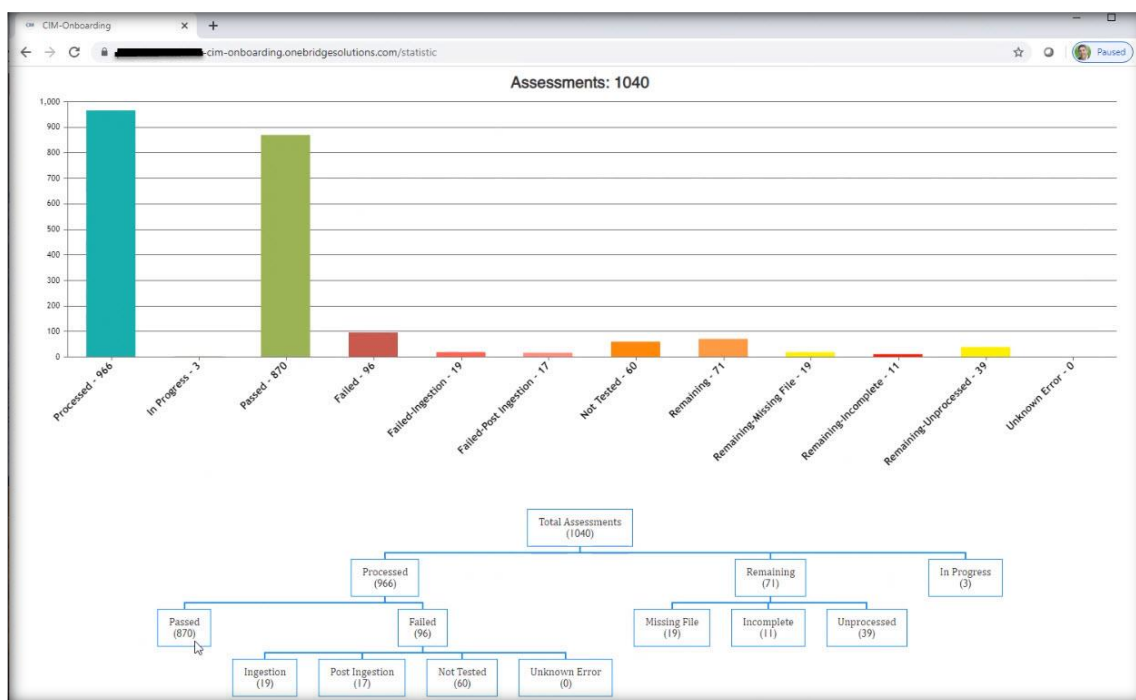 CIM CIM-Onboarding
-cim-onboarding.onebridgesolutions.com/statistic
Paused
Assessments: 1040
1,000
900
800
700
600
500
400
300
200
100
0
Processed - 966
In Progress - 3
Passed - 870
Failed - 96
Failed-Ingestion - 19
Failed-Post Ingestion - 17
Not Tested - 60
Remaining - 71
Remaining-Missing File - 19
Remaining-Incomplete - 11
Remaining-Unprocessed - 39
Unknown Error - 0
Total Assessments
(1040)
Processed
(966)
Remaining
(71)
In Progress
(3)
Passed
(870)
Failed
(96)
Missing File
(19)
Incomplete
(11)
Unprocessed
(39)
Ingestion
(19)
Post Ingestion
(17)
Not Tested
(60)
Unknown Error
(0)